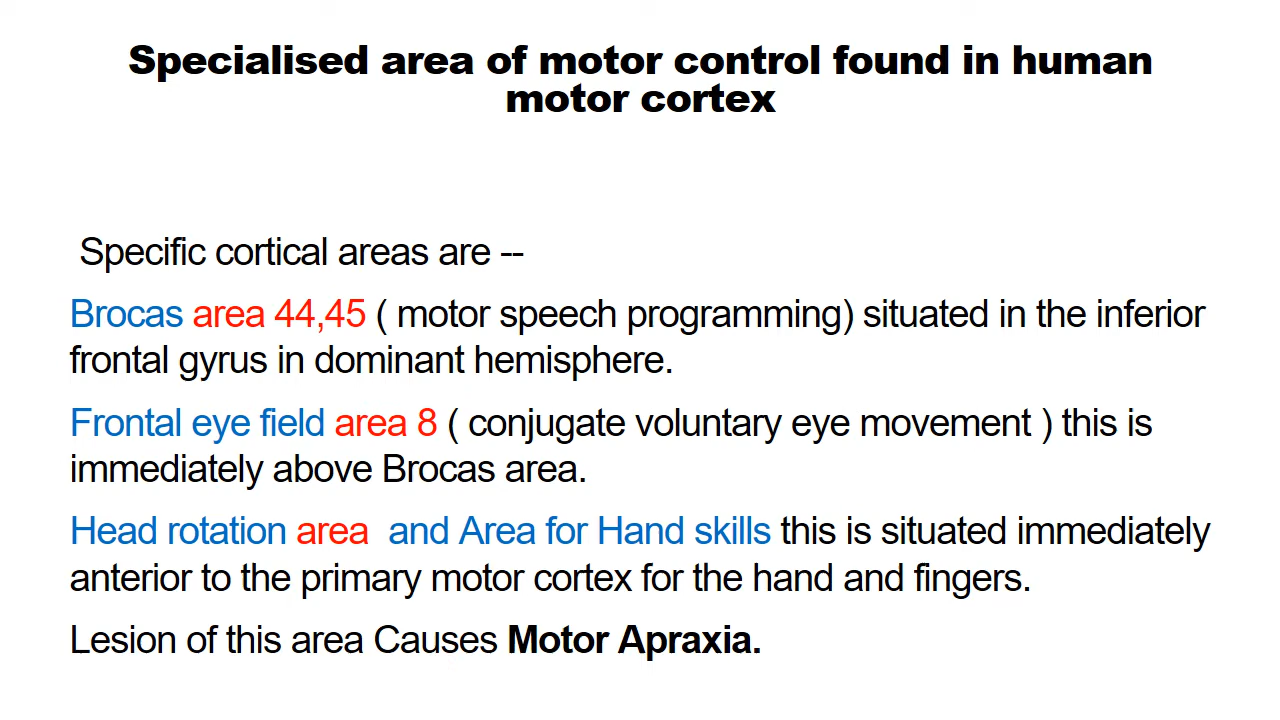 Specialised area of motor control found in human
motor cortex
Specific cortical areas are --
Brocas area 44,45 ( motor speech programming) situated in the inferior
frontal gyrus in dominant hemisphere.
Frontal eye field area 8 ( conjugate voluntary eye movement ) this is
immediately above Brocas area.
Head rotation area and Area for Hand skills this is situated immediately
anterior to the primary motor cortex for the hand and fingers.
Lesion of this area Causes Motor Apraxia.